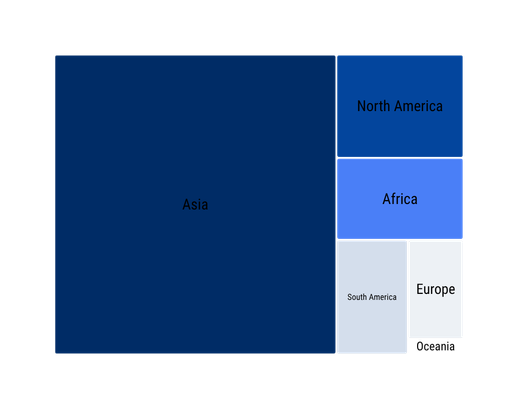 North America
Asia
Africa
South America
Europe
Oceania